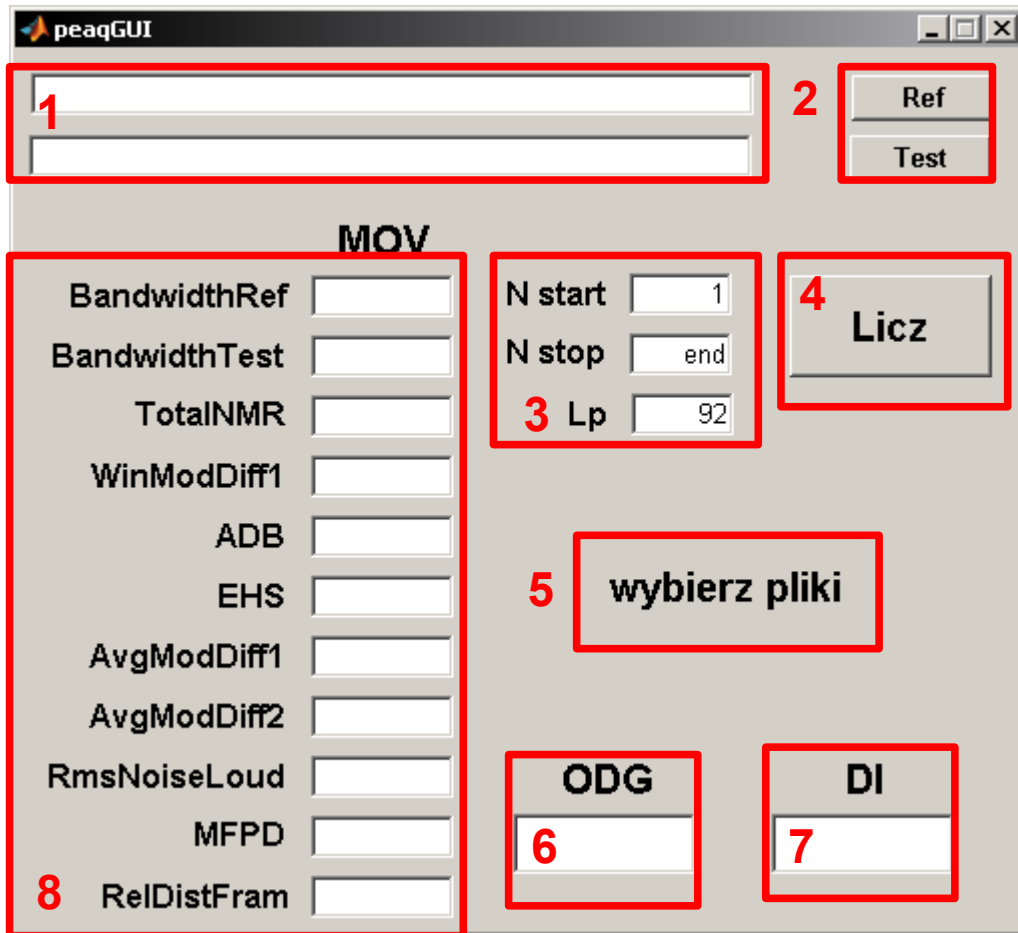 peaqGUI
1
2
Ref
Test
MOV
BandwidthRef
BandwidthTest
TotalNMR
WinModDiff1
ADB
EHS
AvgModDiff1
AvgModDiff2
RmsNoiseLoud
MFPD
8 RelDistFram
N start 1
N stop end
3 Lp 92
4
Licz
5 wybierz pliki
ODG
6
DI
7